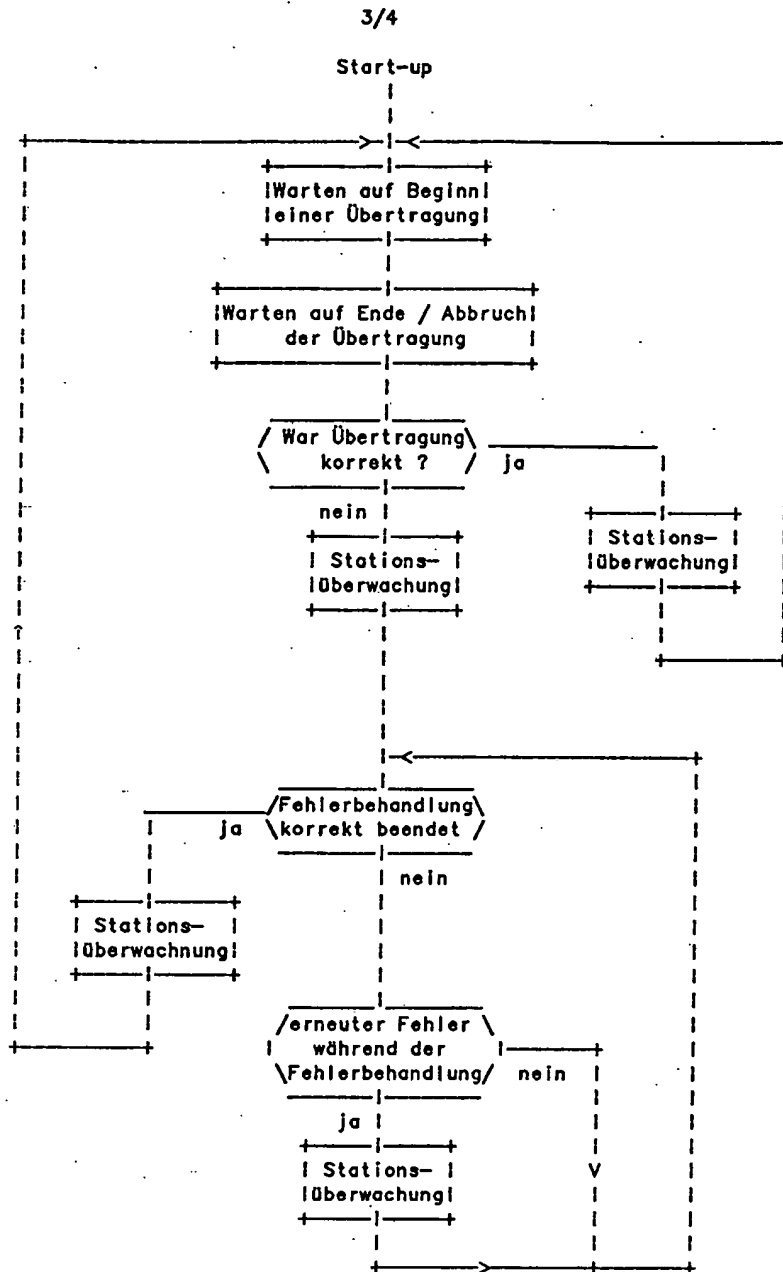 3/4
Start-up
Warten auf Beginn
einer Übertragung
Warten auf Ende / Abbruch
der Übertragung
War Übertragung
korrekt ?
ja
nein
Stations-
überwachung
Stations-
überwachung
Fehlerbehandlung
korrekt beendet
ja
nein
Stations-
überwachnung
erneuter Fehler
während der
Fehlerbehandlung
nein
ja
Stations-
überwachung